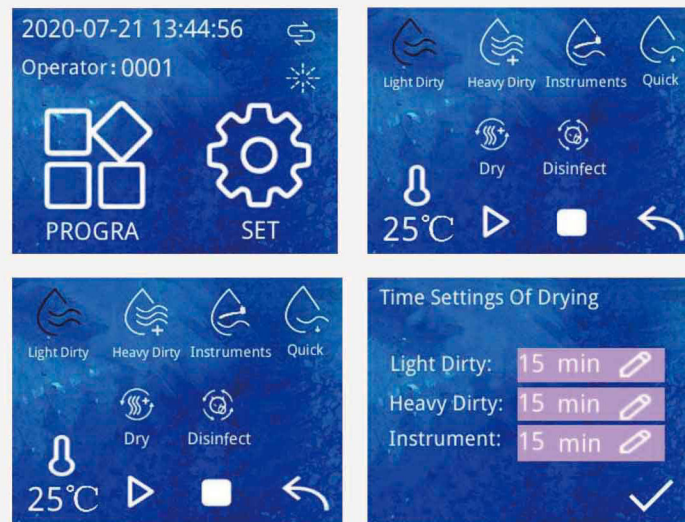 2020-07-21 13:44:56
Operator: 0001
PROGRA
SET
Light Dirty
Heavy Dirty
Instruments
Quick
Dry
Disinfect
25℃
Light Dirty
Heavy Dirty
Instruments
Quick
Dry
Disinfect
25℃
Time Settings Of Drying
Light Dirty: 15 min
Heavy Dirty: 15 min
Instrument: 15 min